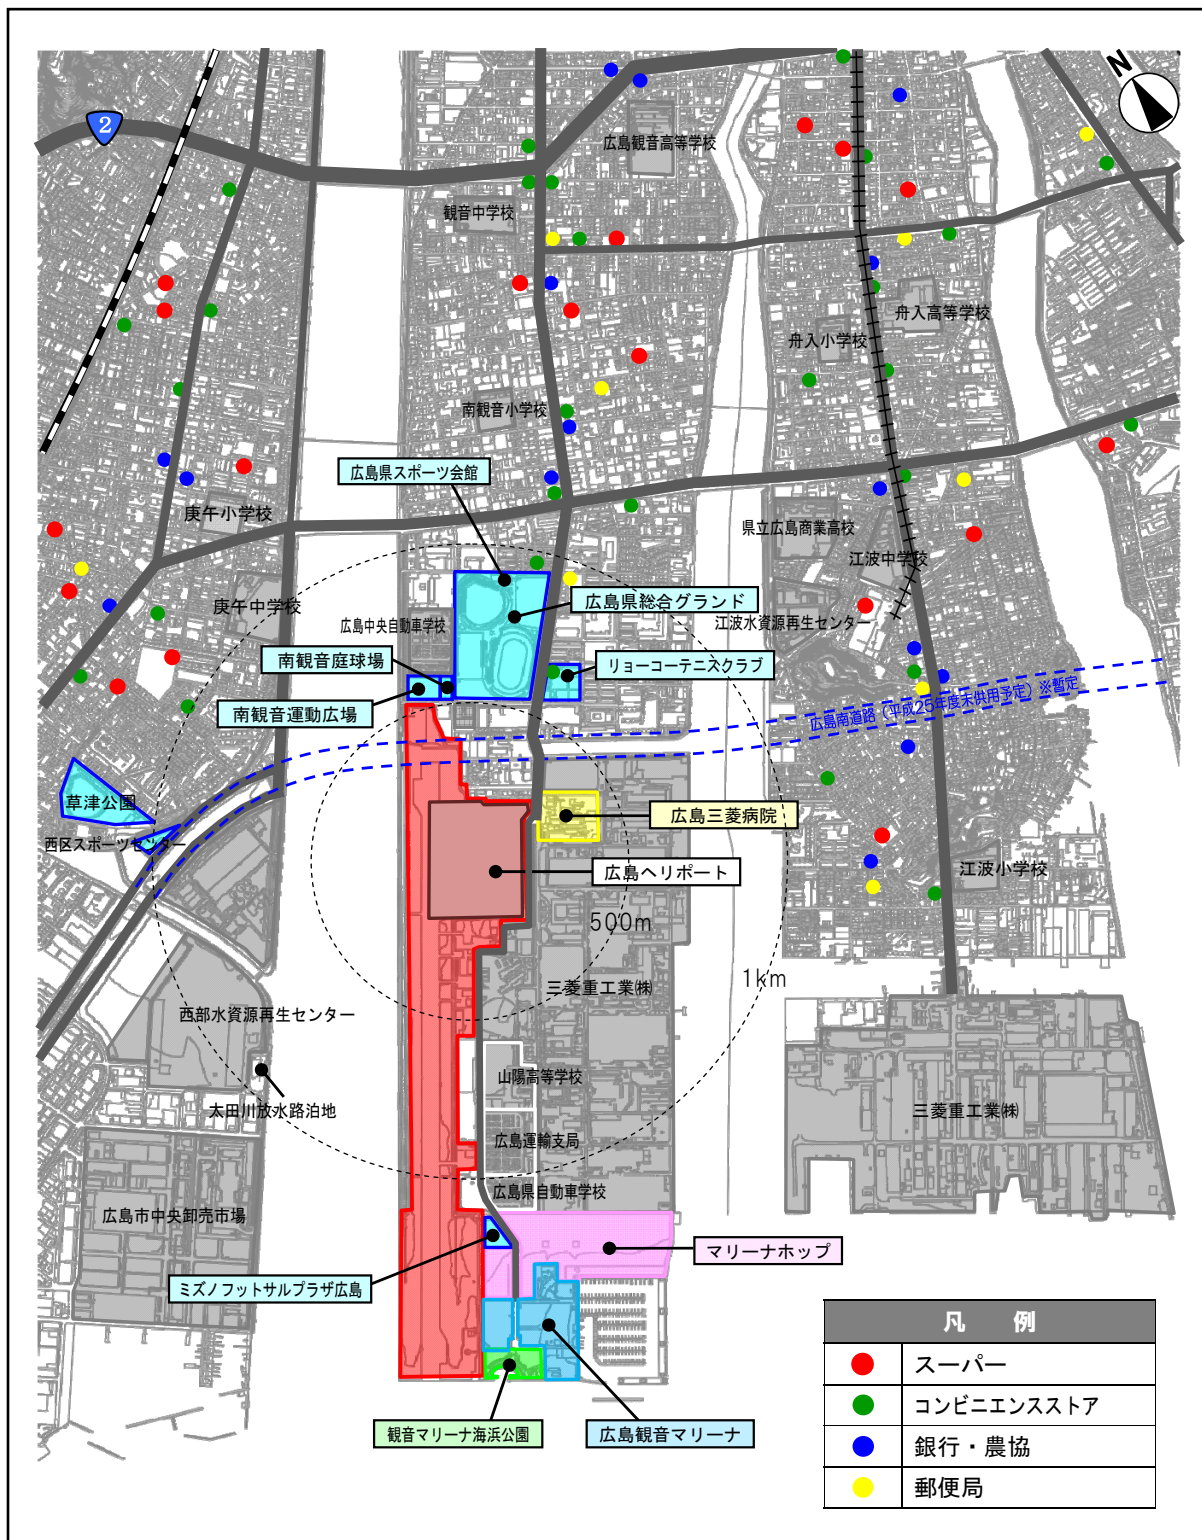 N
2
広島観音高等学校
観音中学校
舟入高等学校
舟入小学校
南観音小学校
広島県スポーツ会館
庚午小学校
県立広島商業高校
江波中学校
庚午中学校
広島県総合グランド
広島中央自動車学校
江波水資源再生センター
南観音庭球場
リョーコーテニスクラブ
南観音運動広場
広島南道路（平成25年度末供用予定）※暫定
草津公園
広島三菱病院
西区スポーツセンター
広島ヘリポート
江波小学校
500m
1km
三菱重工業㈱
西部水資源再生センター
山陽高等学校
太田川放水路泊地
三菱重工業㈱
広島運輸支局
広島県自動車学校
広島市中央卸売市場
マリーナホップ
ミズノフットサルプラザ広島
観音マリーナ海浜公園
広島観音マリーナ
凡 例
スーパー
コンビニエンスストア
銀行・農協
郵便局